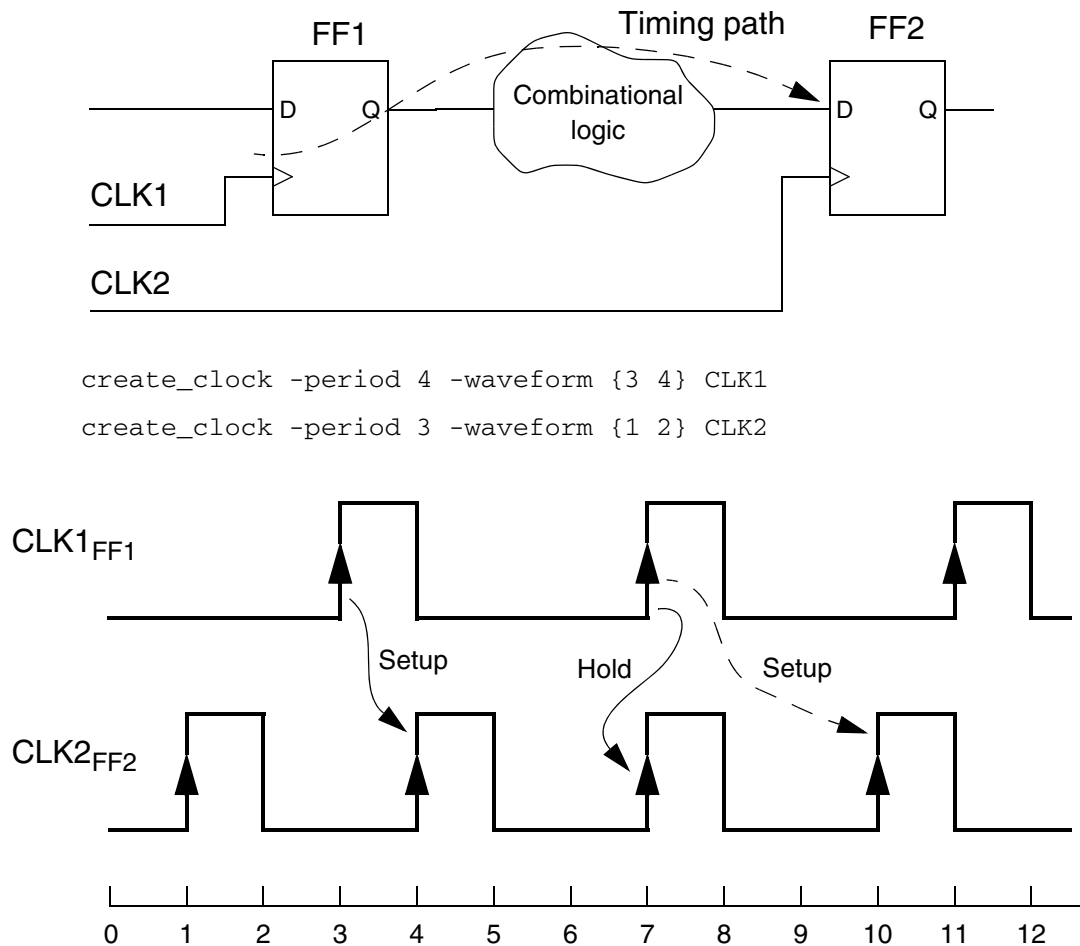 FF1
Timing path
FF2
D
Q
Combinational
logic
D
Q
CLK1
CLK2
create_clock -period 4 -waveform {3 4} CLK1
create_clock -period 3 -waveform {1 2} CLK2
CLK1FF1
Setup
Hold
Setup
CLK2FF2
0 1 2 3 4 5 6 7 8 9 10 11 12